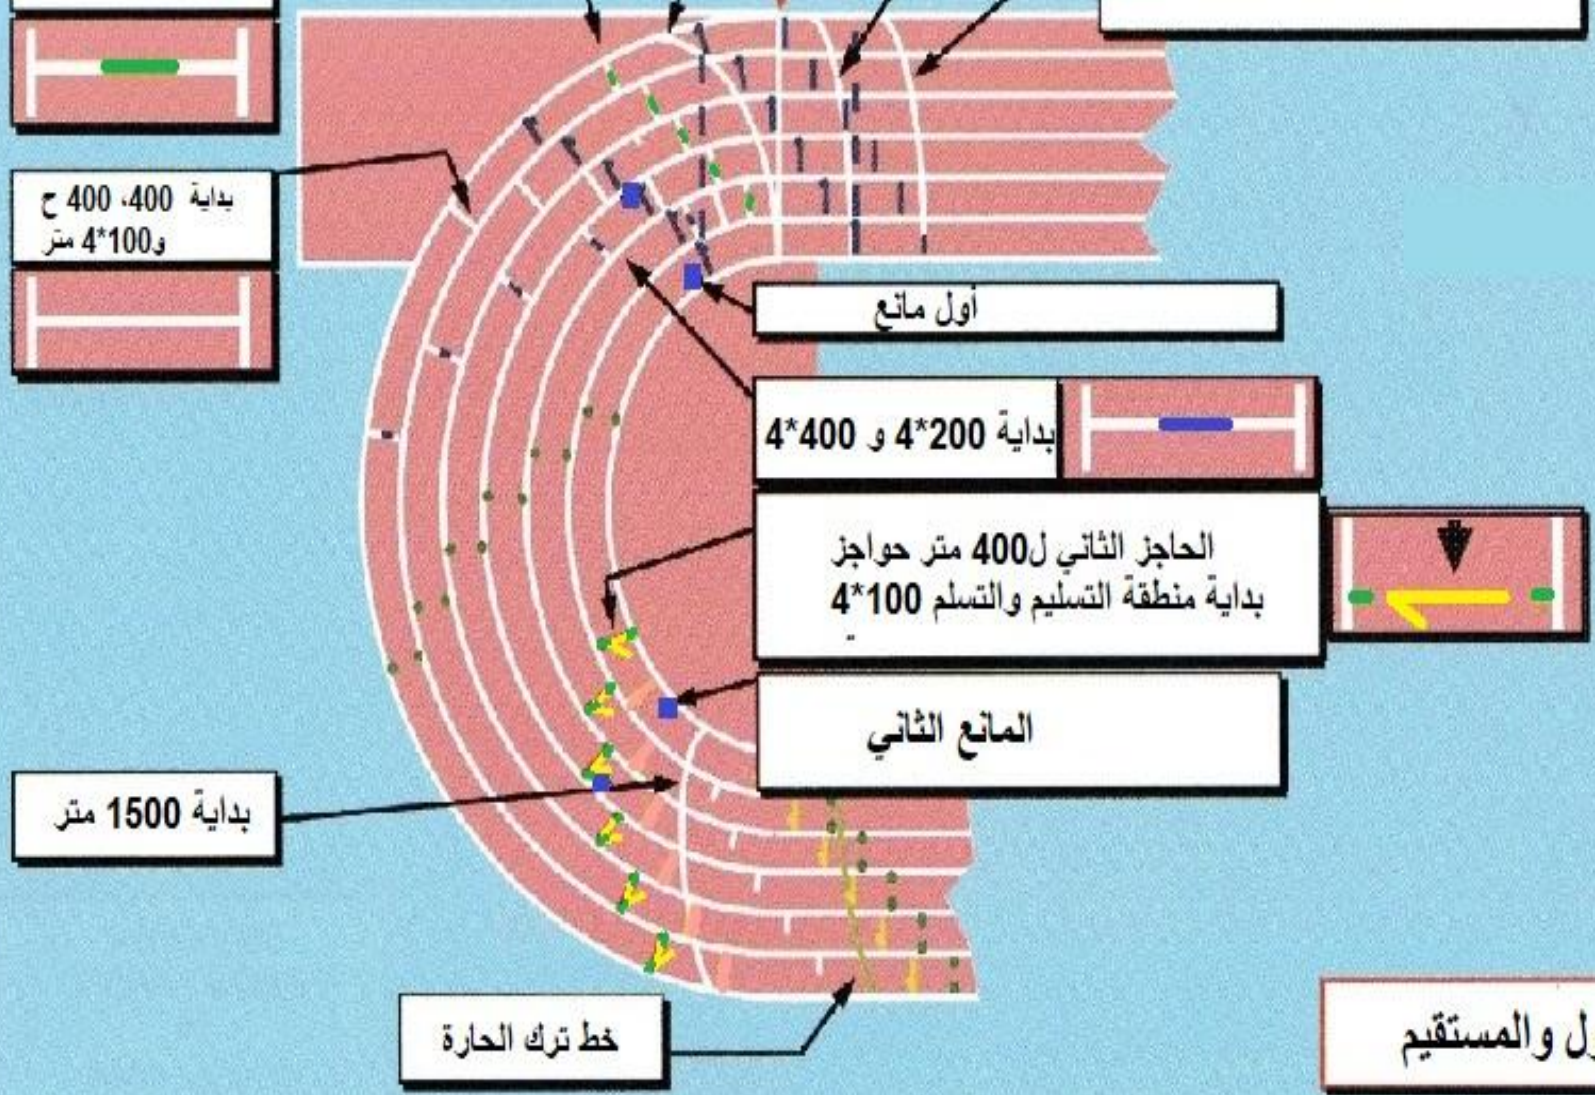 بداية 400، 400 ح
و100*4 متر
أول مانع
بداية 200*4 و 400*4
الحاجز الثاني ل400 متر حواجز
بداية منطقة التسليم والتسلم 100*4
المانع الثاني
بداية 1500 متر
خط ترك الحارة
والمستقيم